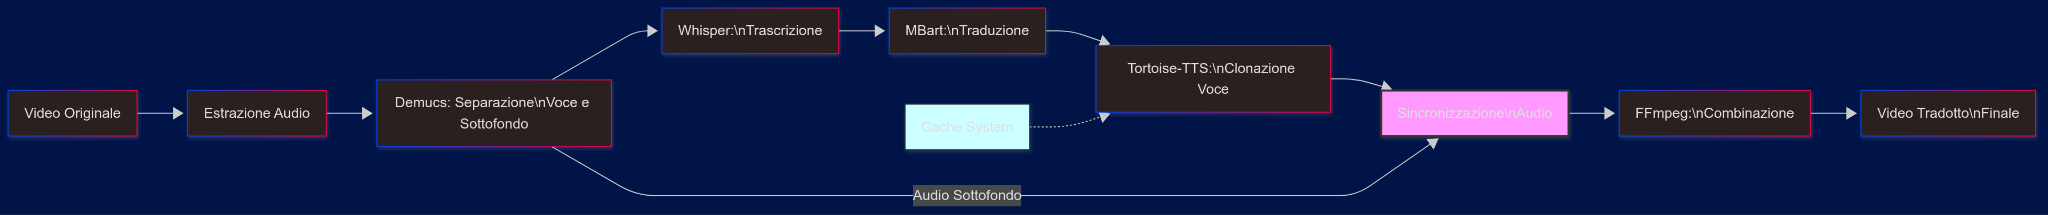 Video Originale
Estrazione Audio
Demucs: Separazione\nVoce e
Sottofondo
Whisper:\nTrascrizione
MBart:\nTraduzione
Cache System
Tortoise-TTS:\nClonazione
Voce
Audio Sottofondo
Sincronizzazione\nAudio
FFmpeg:\nCombinazione
Video Tradotto\nFinale